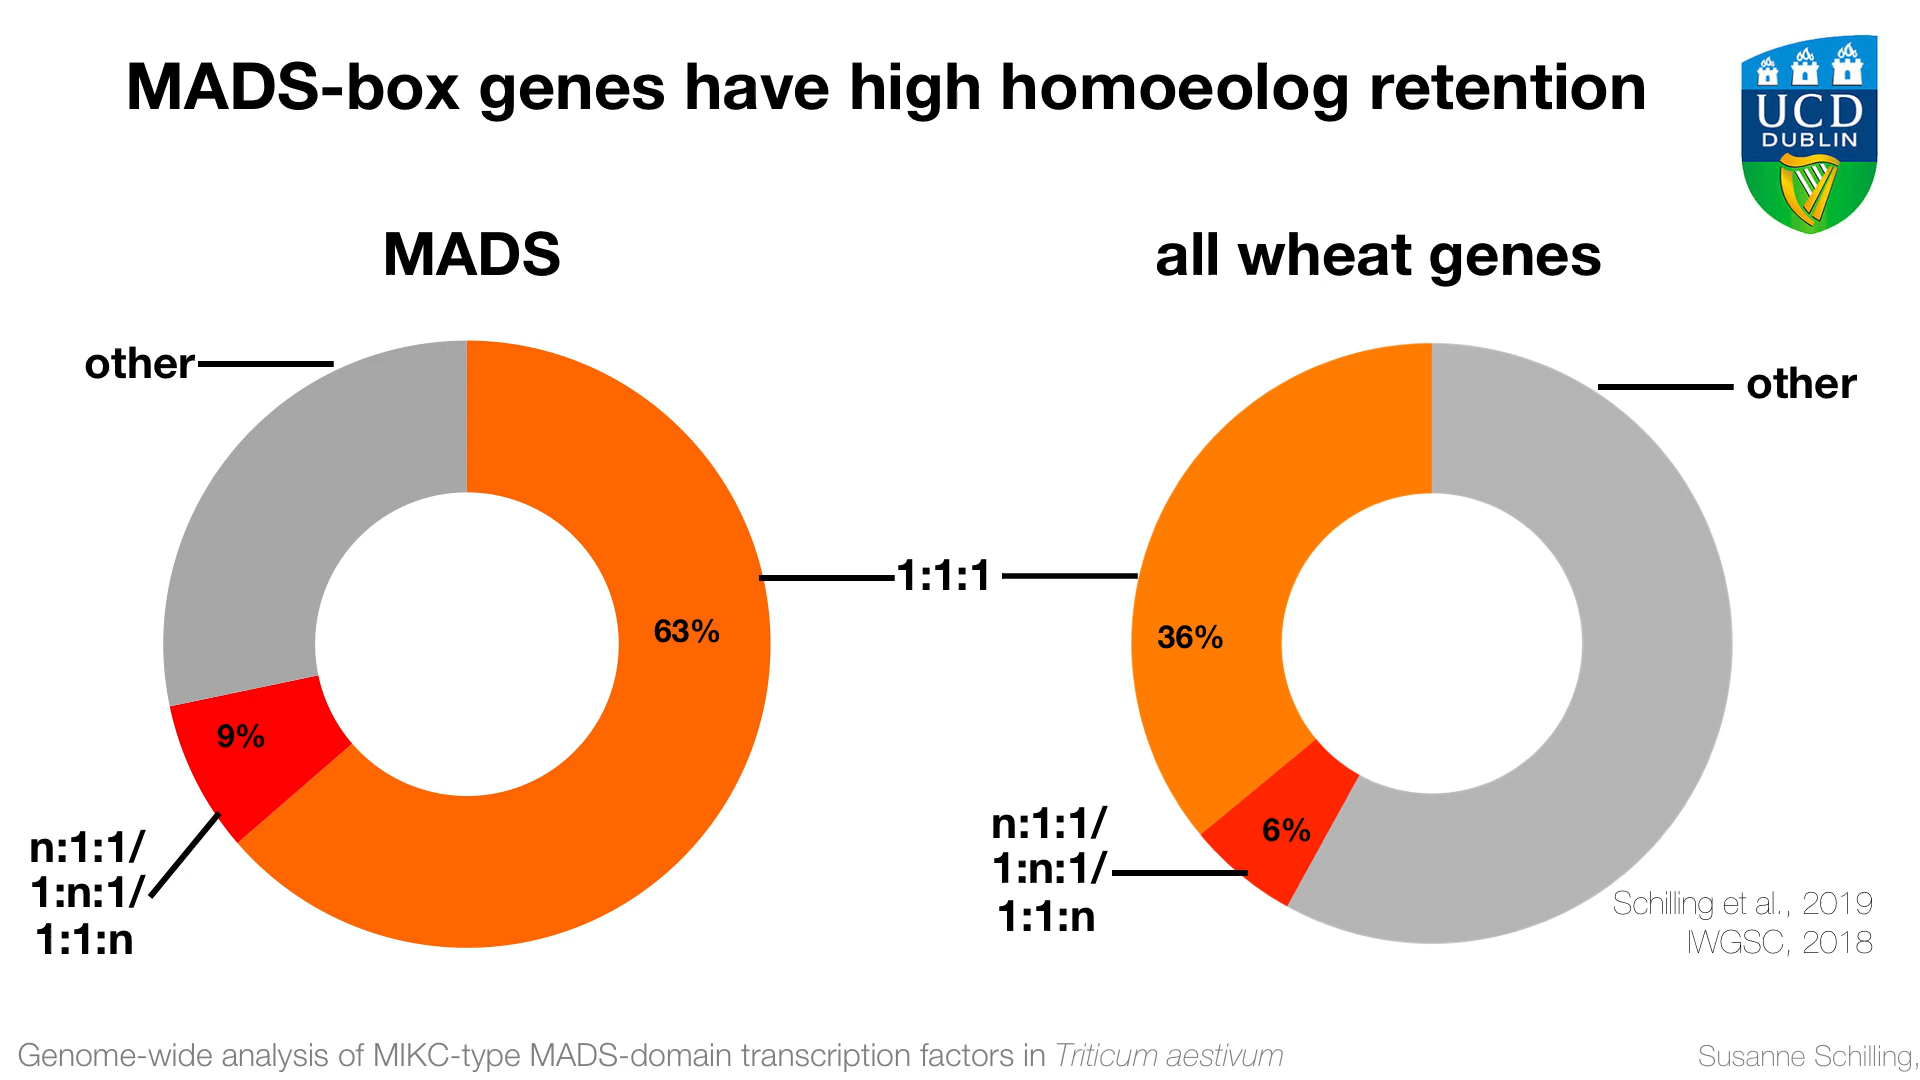 MADS-box genes have high homoeolog retention
UCD
DUBLIN
MADS
all wheat genes
other
other
1:1:1
63%
36%
9%
6%
n:1:1/
1:n:1/
1:1:n
n:1:1/
1:n:1/
1:1:n
Schilling et al., 2019
IWGSC, 2018
Genome-wide analysis of MIKC-type MADS-domain transcription factors in Triticum aestivum
Susanne Schilling,